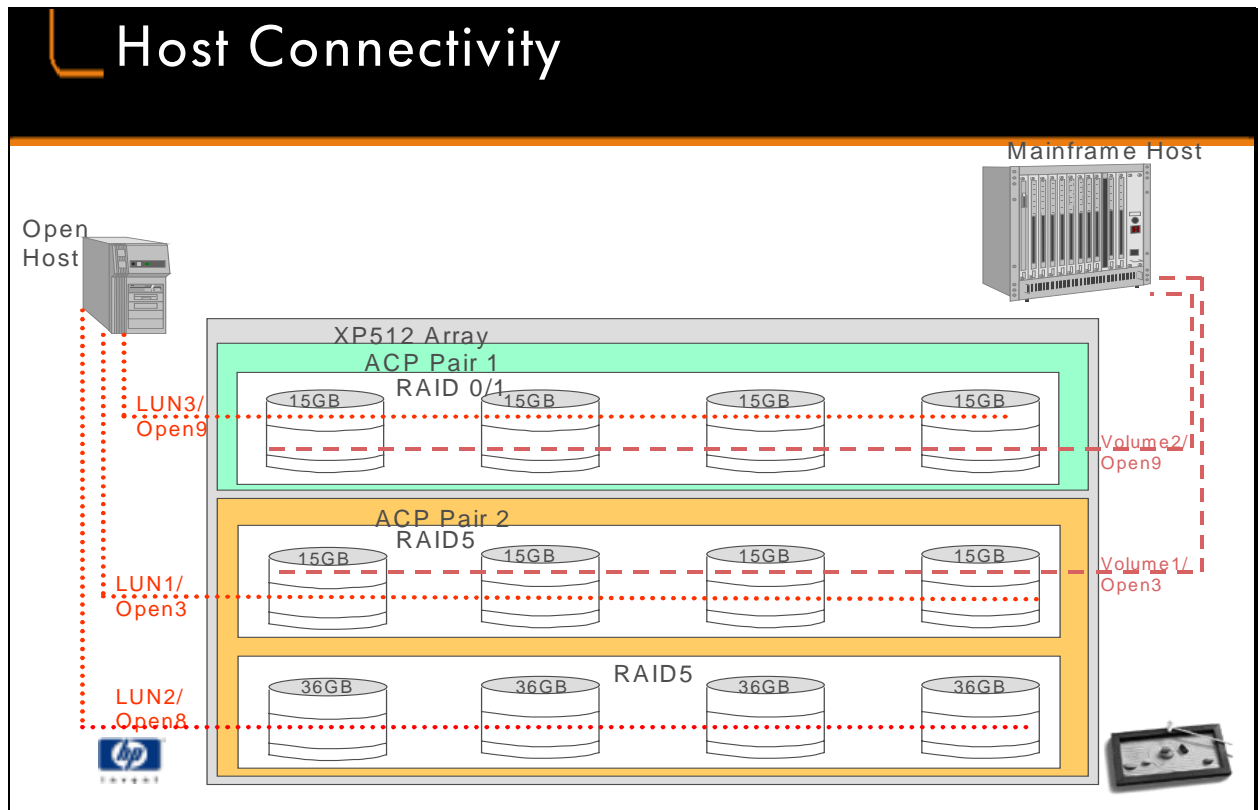 Host Connectivity
Mainframe Host
Open
Host
XP512 Array
ACP Pair 1
RAID 0/1
15GB 15GB 15GB 15GB
LUN3/
Open9
Volume2/
Open9
ACP Pair 2
RAID5
15GB 15GB 15GB 15GB
LUN1/
Open3
Volume1/
Open3
RAID5
36GB 36GB 36GB 36GB
LUN2/
Open8
hp
invent